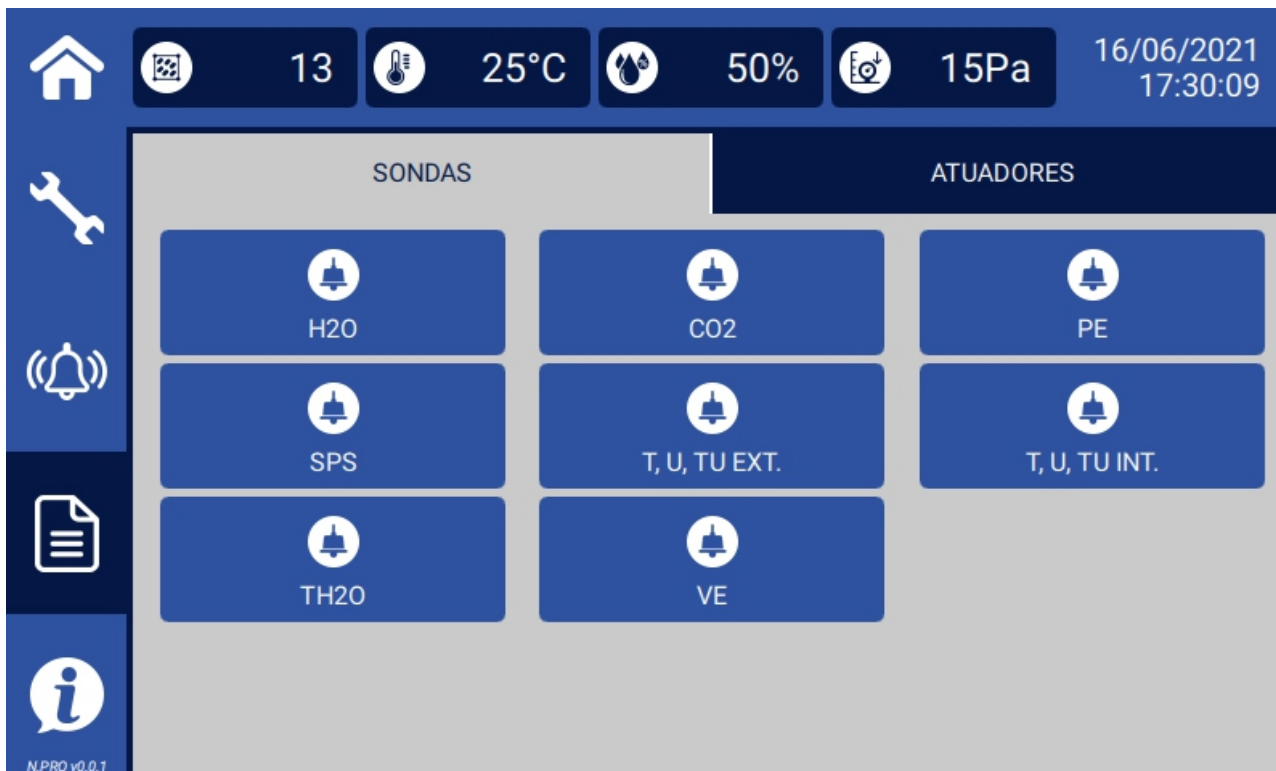 13
25°C
50%
15Pa
16/06/2021
17:30:09
SONDAS
ATUADORES
H2O
CO2
PE
SPS
T, U, TU EXT.
T, U, TU INT.
TH2O
VE
N.PRO v0.0.1